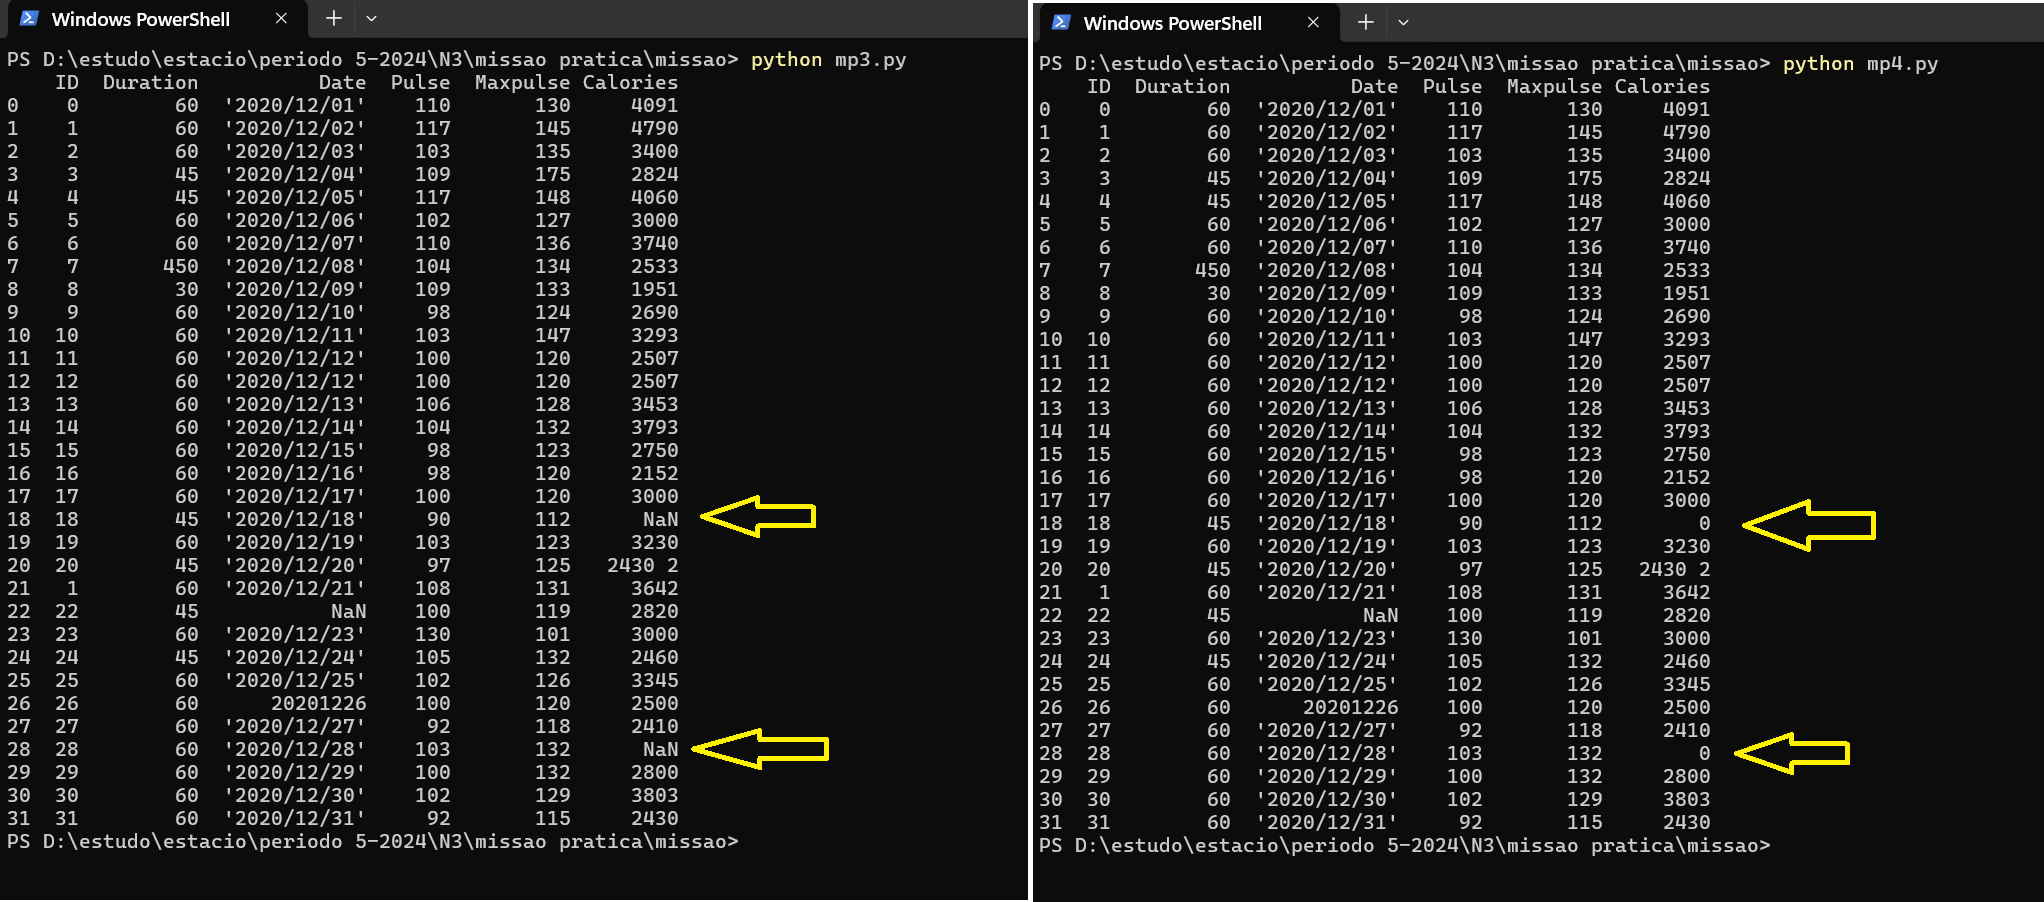 Windows PowerShell
PS D:\estudo\estacio\periodo 5-2024\N3\missao pratica\missao> python mp3.py
ID Duration Date Pulse Maxpulse Calories
0 0 60 '2020/12/01' 110 130 4091
1 1 60 '2020/12/02' 117 145 4790
2 2 60 '2020/12/03' 103 135 3400
3 3 45 '2020/12/04' 109 175 2824
4 4 45 '2020/12/05' 117 148 4060
5 5 60 '2020/12/06' 102 127 3000
6 6 60 '2020/12/07' 110 136 3740
7 7 450 '2020/12/08' 104 134 2533
8 8 30 '2020/12/09' 109 133 1951
9 9 60 '2020/12/10' 98 124 2690
10 10 60 '2020/12/11' 103 147 3293
11 11 60 '2020/12/12' 100 120 2507
12 12 60 '2020/12/12' 100 120 2507
13 13 60 '2020/12/13' 106 128 3453
14 14 60 '2020/12/14' 104 132 3793
15 15 60 '2020/12/15' 98 123 2750
16 16 60 '2020/12/16' 98 120 2152
17 17 60 '2020/12/17' 100 120 3000
18 18 45 '2020/12/18' 90 112 NaN
19 19 60 '2020/12/19' 103 123 3230
20 20 45 '2020/12/20' 97 125 2430 2
21 1 60 '2020/12/21' 108 131 3642
22 22 45 NaN 100 119 2820
23 23 60 '2020/12/23' 130 101 3000
24 24 45 '2020/12/24' 105 132 2460
25 25 60 '2020/12/25' 102 126 3345
26 26 60 20201226 100 120 2500
27 27 60 '2020/12/27' 92 118 2410
28 28 60 '2020/12/28' 103 132 NaN
29 29 60 '2020/12/29' 100 132 2800
30 30 60 '2020/12/30' 102 129 3803
31 31 60 '2020/12/31' 92 115 2430
PS D:\estudo\estacio\periodo 5-2024\N3\missao pratica\missao>
Windows PowerShell
PS D:\estudo\estacio\periodo 5-2024\N3\missao pratica\missao> python mp4.py
ID Duration Date Pulse Maxpulse Calories
0 0 60 '2020/12/01' 110 130 4091
1 1 60 '2020/12/02' 117 145 4790
2 2 60 '2020/12/03' 103 135 3400
3 3 45 '2020/12/04' 109 175 2824
4 4 45 '2020/12/05' 117 148 4060
5 5 60 '2020/12/06' 102 127 3000
6 6 60 '2020/12/07' 110 136 3740
7 7 450 '2020/12/08' 104 134 2533
8 8 30 '2020/12/09' 109 133 1951
9 9 60 '2020/12/10' 98 124 2690
10 10 60 '2020/12/11' 103 147 3293
11 11 60 '2020/12/12' 100 120 2507
12 12 60 '2020/12/12' 100 120 2507
13 13 60 '2020/12/13' 106 128 3453
14 14 60 '2020/12/14' 104 132 3793
15 15 60 '2020/12/15' 98 123 2750
16 16 60 '2020/12/16' 98 120 2152
17 17 60 '2020/12/17' 100 120 3000
18 18 45 '2020/12/18' 90 112 0
19 19 60 '2020/12/19' 103 123 3230
20 20 45 '2020/12/20' 97 125 2430 2
21 1 60 '2020/12/21' 108 131 3642
22 22 45 NaN 100 119 2820
23 23 60 '2020/12/23' 130 101 3000
24 24 45 '2020/12/24' 105 132 2460
25 25 60 '2020/12/25' 102 126 3345
26 26 60 20201226 100 120 2500
27 27 60 '2020/12/27' 92 118 2410
28 28 60 '2020/12/28' 103 132 0
29 29 60 '2020/12/29' 100 132 2800
30 30 60 '2020/12/30' 102 129 3803
31 31 60 '2020/12/31' 92 115 2430
PS D:\estudo\estacio\periodo 5-2024\N3\missao pratica\missao>